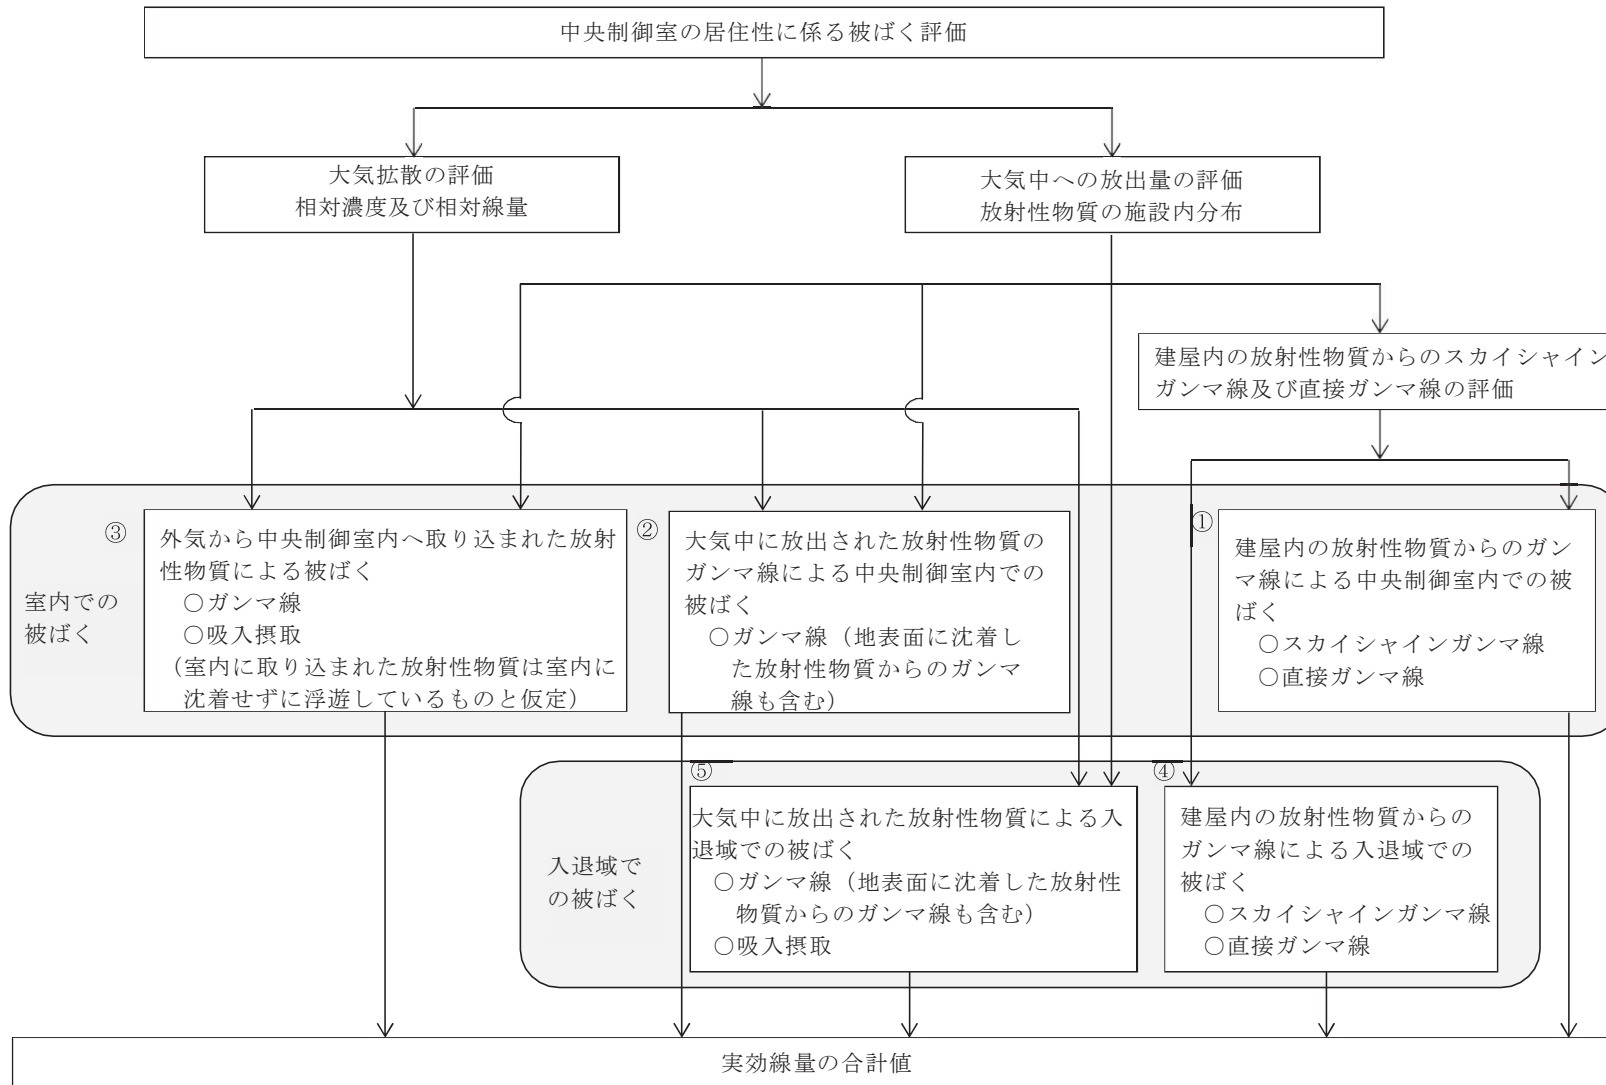 中央制御室の居住性に係る被ばく評価
大気拡散の評価
相対濃度及び相対線量
大気中への放出量の評価
放射性物質の施設内分布
建屋内の放射性物質からのスカイシャイン
ガンマ線及び直接ガンマ線の評価
室内での
被ばく
③
外気から中央制御室内へ取り込まれた放射
性物質による被ばく
○ガンマ線
○吸入摂取
（室内に取り込まれた放射性物質は室内に
沈着せずに浮遊しているものと仮定）
②
大気中に放出された放射性物質の
ガンマ線による中央制御室内での
被ばく
○ガンマ線（地表面に沈着し
た放射性物質からのガンマ
線も含む）
①
建屋内の放射性物質からのガン
マ線による中央制御室内での被
ばく
○スカイシャインガンマ線
○直接ガンマ線
入退域で
の被ばく
⑤
大気中に放出された放射性物質による入
退域での被ばく
○ガンマ線（地表面に沈着した放射性
物質からのガンマ線も含む）
○吸入摂取
④
建屋内の放射性物質からの
ガンマ線による入退域での
被ばく
○スカイシャインガンマ線
○直接ガンマ線
実効線量の合計値